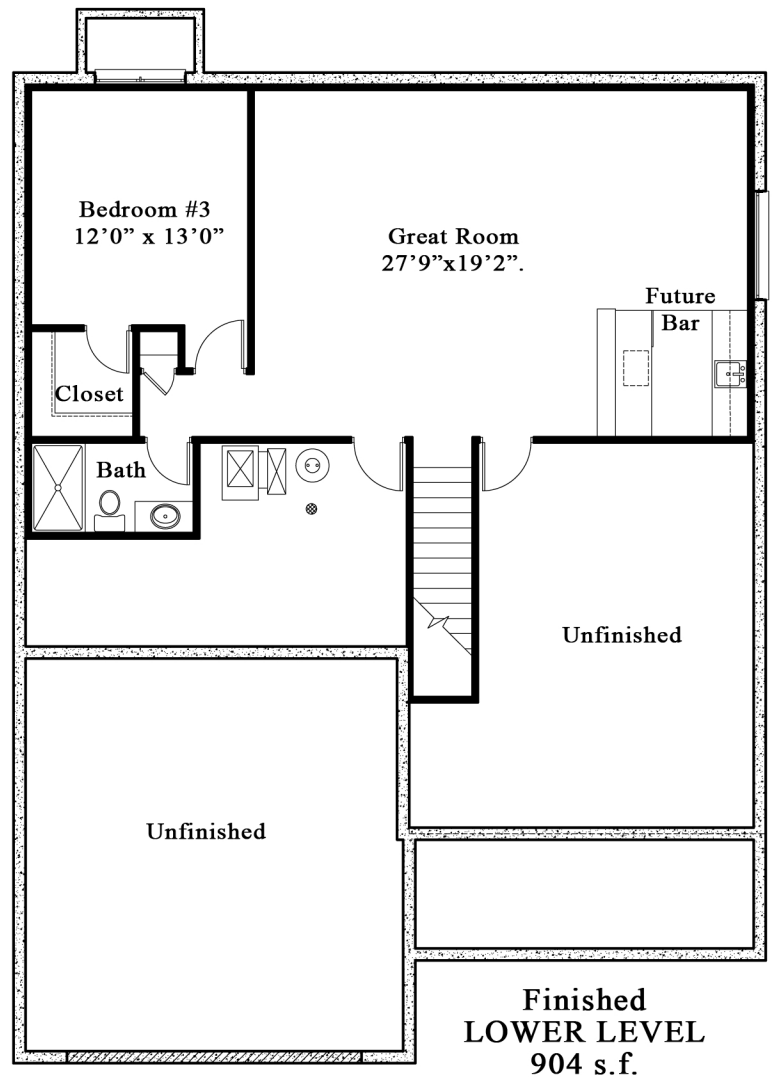 Bedroom #3
12’0” x 13’0”
Great Room
27’9”x19’2”.
Future
Bar
Closet
Bath
Unfinished
Unfinished
Finished
LOWER LEVEL
904 s.f.